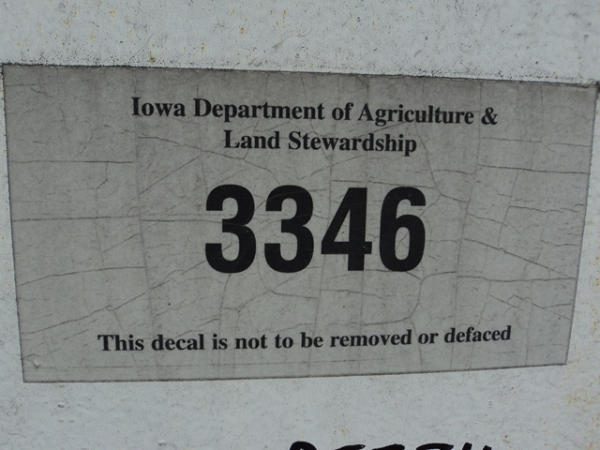 Iowa Department of Agriculture &
Land Stewardship
3346
This decal is not to be removed or defaced